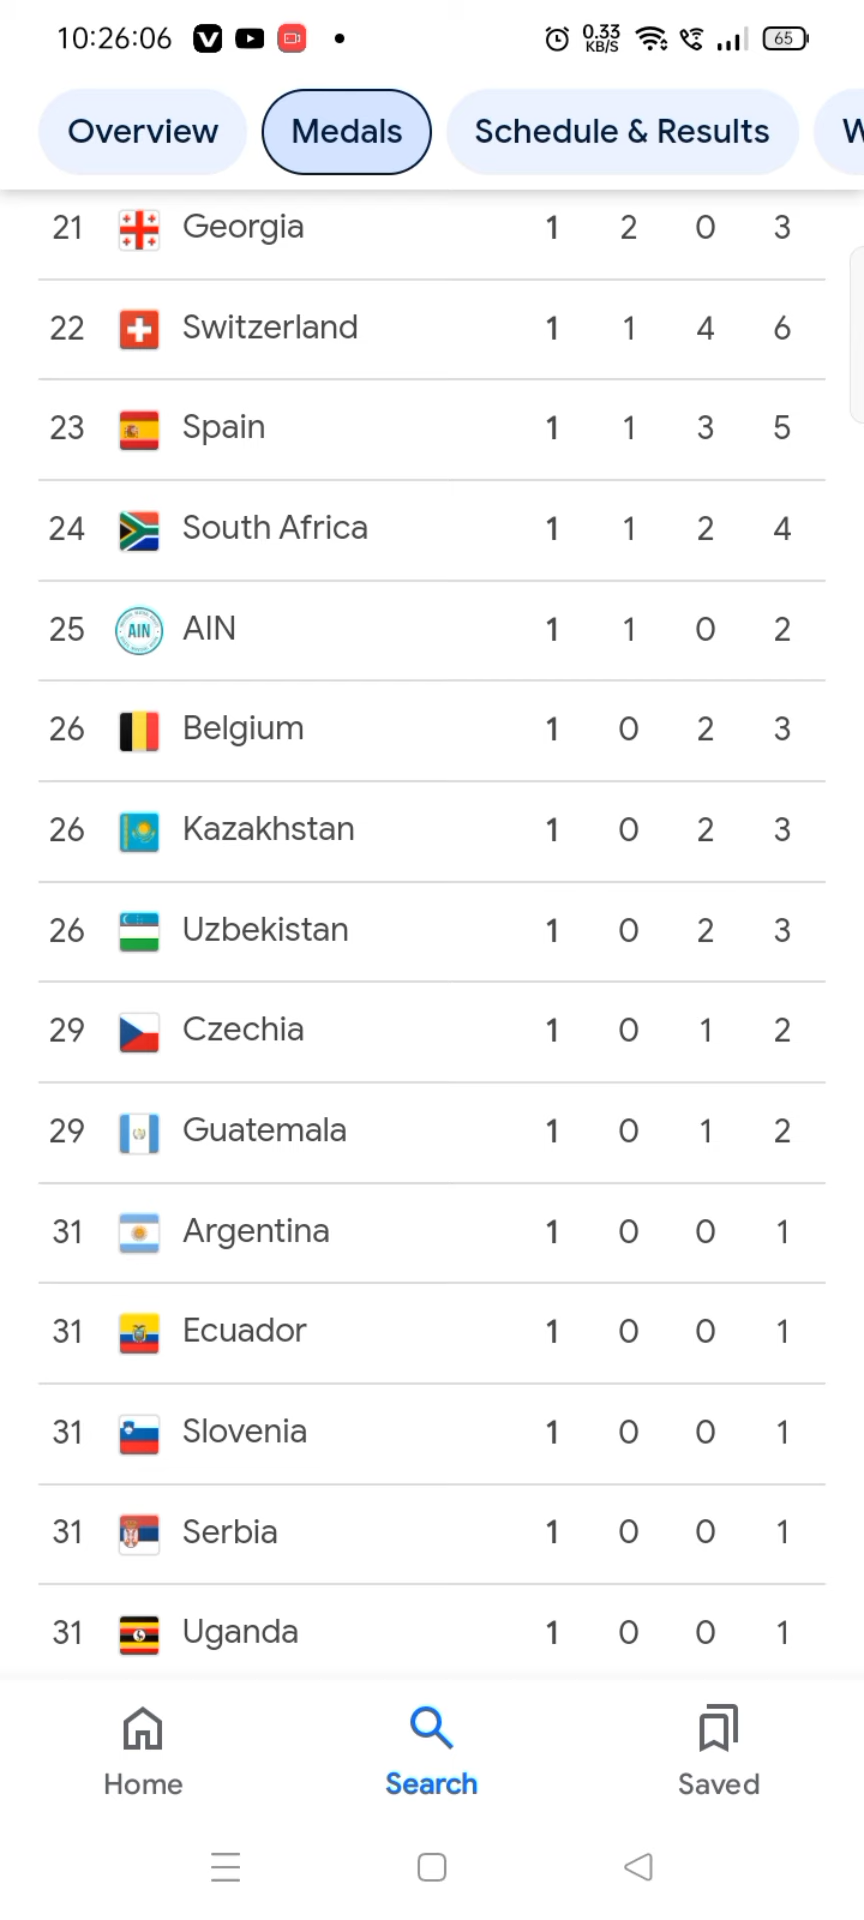 10:26:06 0.33 KB/S 65
Overview Medals Schedule & Results
21 Georgia 1 2 0 3
22 Switzerland 1 1 4 6
23 Spain 1 1 3 5
24 South Africa 1 1 2 4
25 AIN AIN 1 1 0 2
26 Belgium 1 0 2 3
26 Kazakhstan 1 0 2 3
26 Uzbekistan 1 0 2 3
29 Czechia 1 0 1 2
29 Guatemala 1 0 1 2
31 Argentina 1 0 0 1
31 Ecuador 1 0 0 1
31 Slovenia 1 0 0 1
31 Serbia 1 0 0 1
31 Uganda 1 0 0 1
Home Search Saved